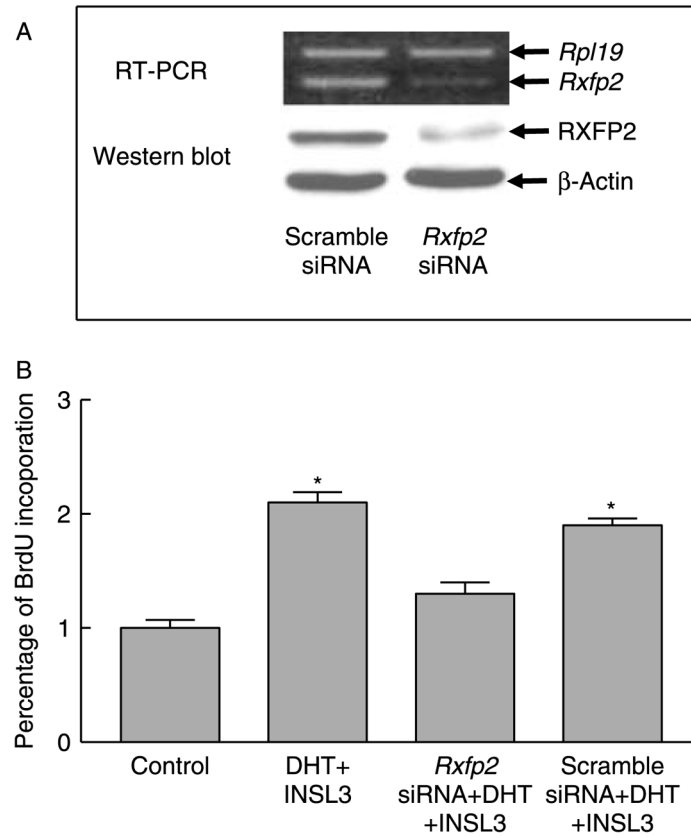 A
RT-PCR
Rpl19
Rxfp2
Western blot
RXFP2
β-Actin
Scramble
siRNA
Rxfp2
siRNA
B
Percentage of BrdU incoporation
3
2
1
0
*
*
Control
DHT+
INSL3
Rxfp2
siRNA+DHT
+INSL3
Scramble
siRNA+DHT
+INSL3